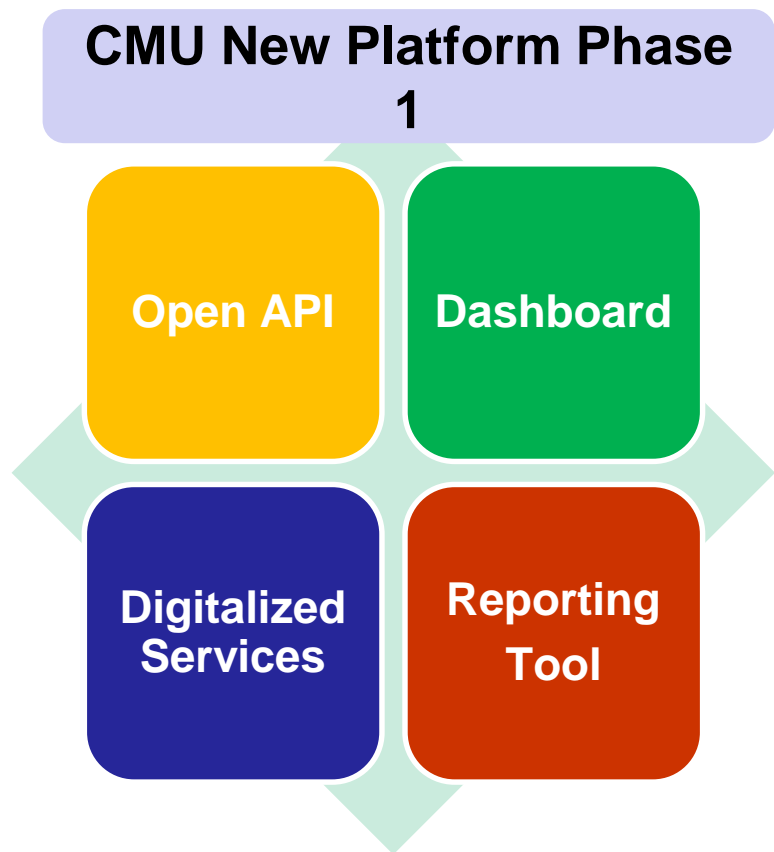 CMU New Platform Phase
1
Open API
Dashboard
Digitalized
Services
Reporting
Tool